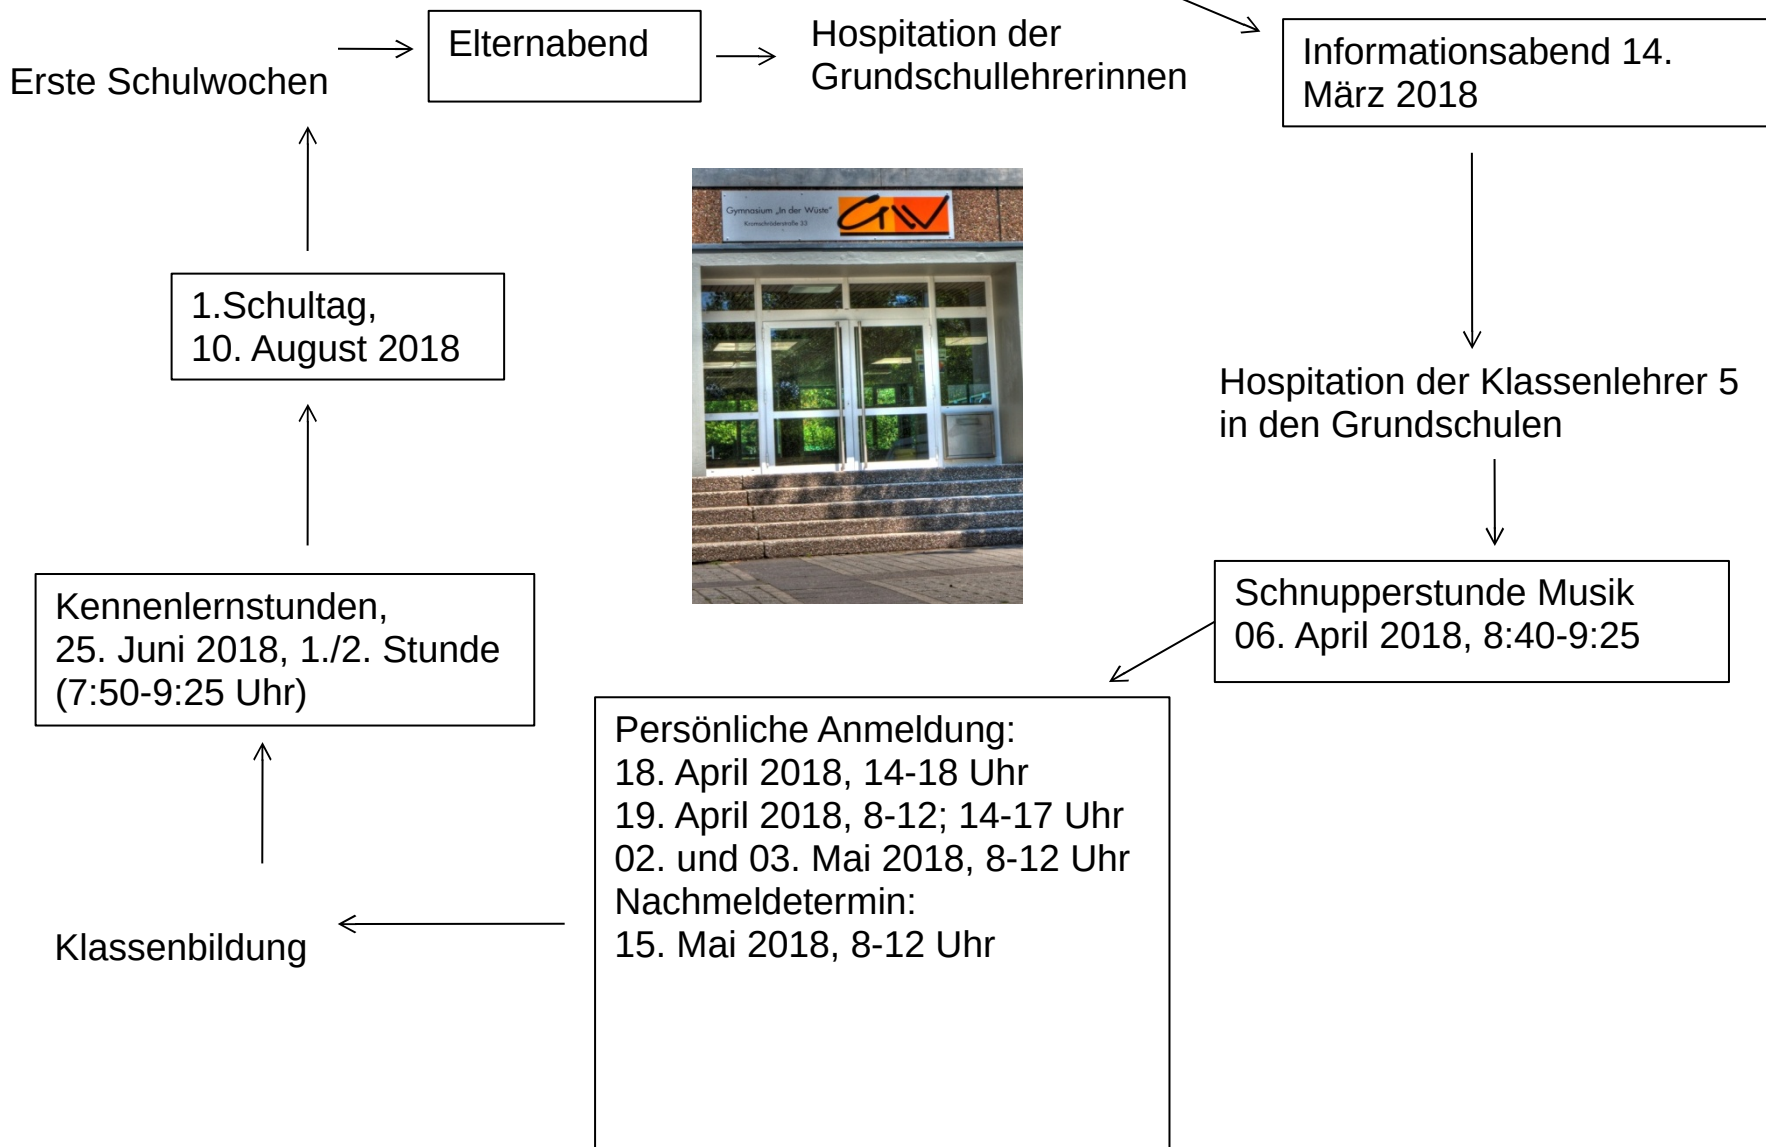 Erste Schulwochen
Elternabend
Hospitation der
Grundschullehrerinnen
Informationsabend 14.
März 2018
Gymnasium „In der Wüste"
Kromschröderstraße 33
GW
1.Schultag,
10. August 2018
Hospitation der Klassenlehrer 5
in den Grundschulen
Kennenlernstunden,
25. Juni 2018, 1./2. Stunde
(7:50-9:25 Uhr)
Schnupperstunde Musik
06. April 2018, 8:40-9:25
Persönliche Anmeldung:
18. April 2018, 14-18 Uhr
19. April 2018, 8-12; 14-17 Uhr
02. und 03. Mai 2018, 8-12 Uhr
Nachmeldetermin:
15. Mai 2018, 8-12 Uhr
Klassenbildung